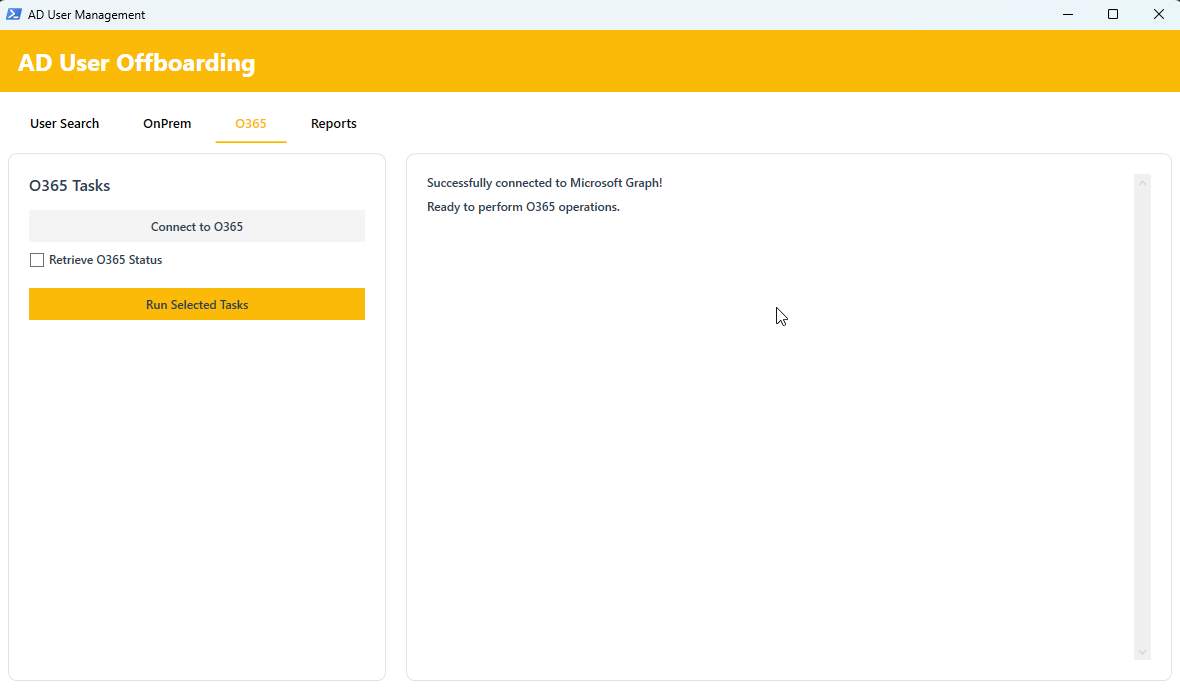 AD User Management
AD User Offboarding
User Search
OnPrem
O365
Reports
O365 Tasks
Connect to O365
Retrieve O365 Status
Run Selected Tasks
Successfully connected to Microsoft Graph!
Ready to perform O365 operations.